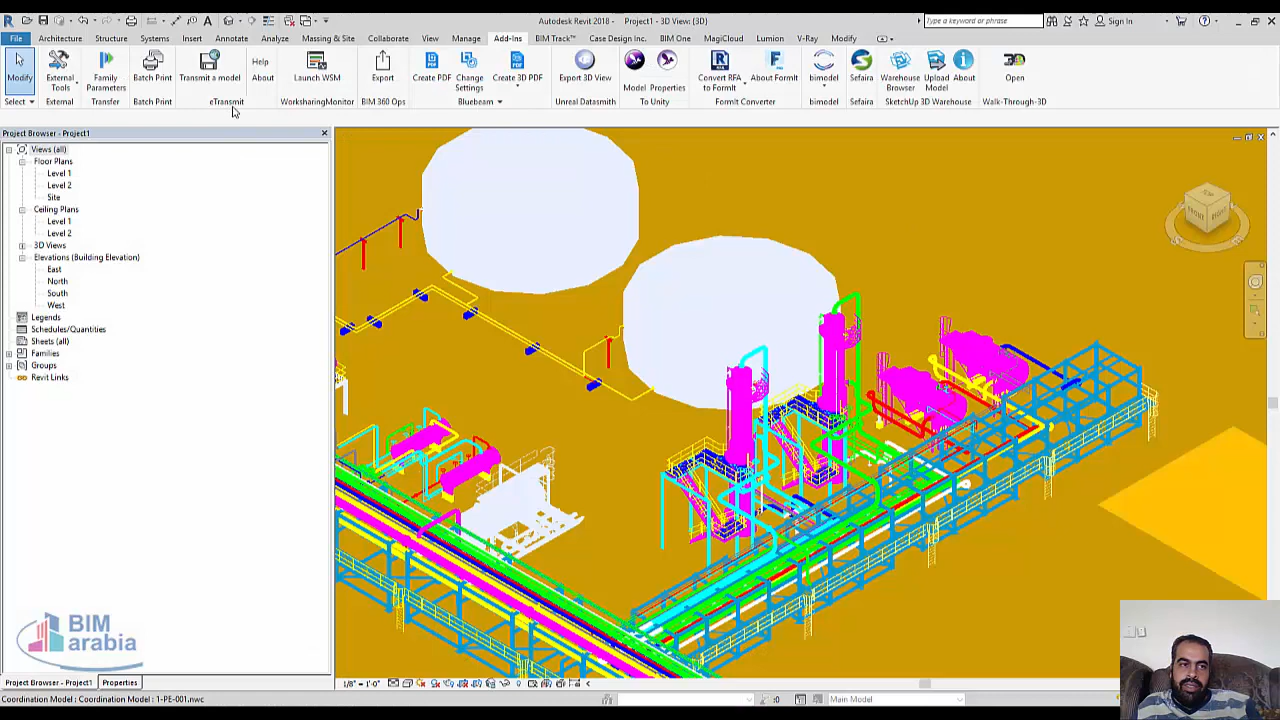 Autodesk Revit 2018 - Project1 - 3D View: {3D}
Type a keyword or phrase
Sign In
File Architecture Structure Systems Insert Annotate Analyze Massing & Site Collaborate View Manage Add-Ins BIM Track™ Case Design Inc. BIM One MagiCloud Lumion V-Ray Modify
Modify
External Tools
Family Parameters
Batch Print
Transmit a model
Help
About
Launch WSM
Export
Create PDF
Change Settings
Create 3D PDF
Export 3D View
Model
Properties
Convert RFA to FormIt
About FormIt
bimodel
Sefaira
Warehouse Browser
Upload Model
About
Open
Select External Transfer Batch Print eTransmit WorksharingMonitor BIM 360 Ops Bluebeam Unreal Datasmith To Unity FormIt Converter bimodel Sefaira SketchUp 3D Warehouse Walk-Through-3D
Project Browser - Project1
Views (all)
Floor Plans
Level 1
Level 2
Site
Ceiling Plans
Level 1
Level 2
3D Views
Elevations (Building Elevation)
East
North
South
West
Legends
Schedules/Quantities
Sheets (all)
Families
Groups
Revit Links
TOP
FRONT
RIGHT
BIM
arabia
Project Browser - Project1 Properties
1/8" = 1'-0"
Coordination Model : Coordination Model : 1-PE-001.nwc
:0
Main Model